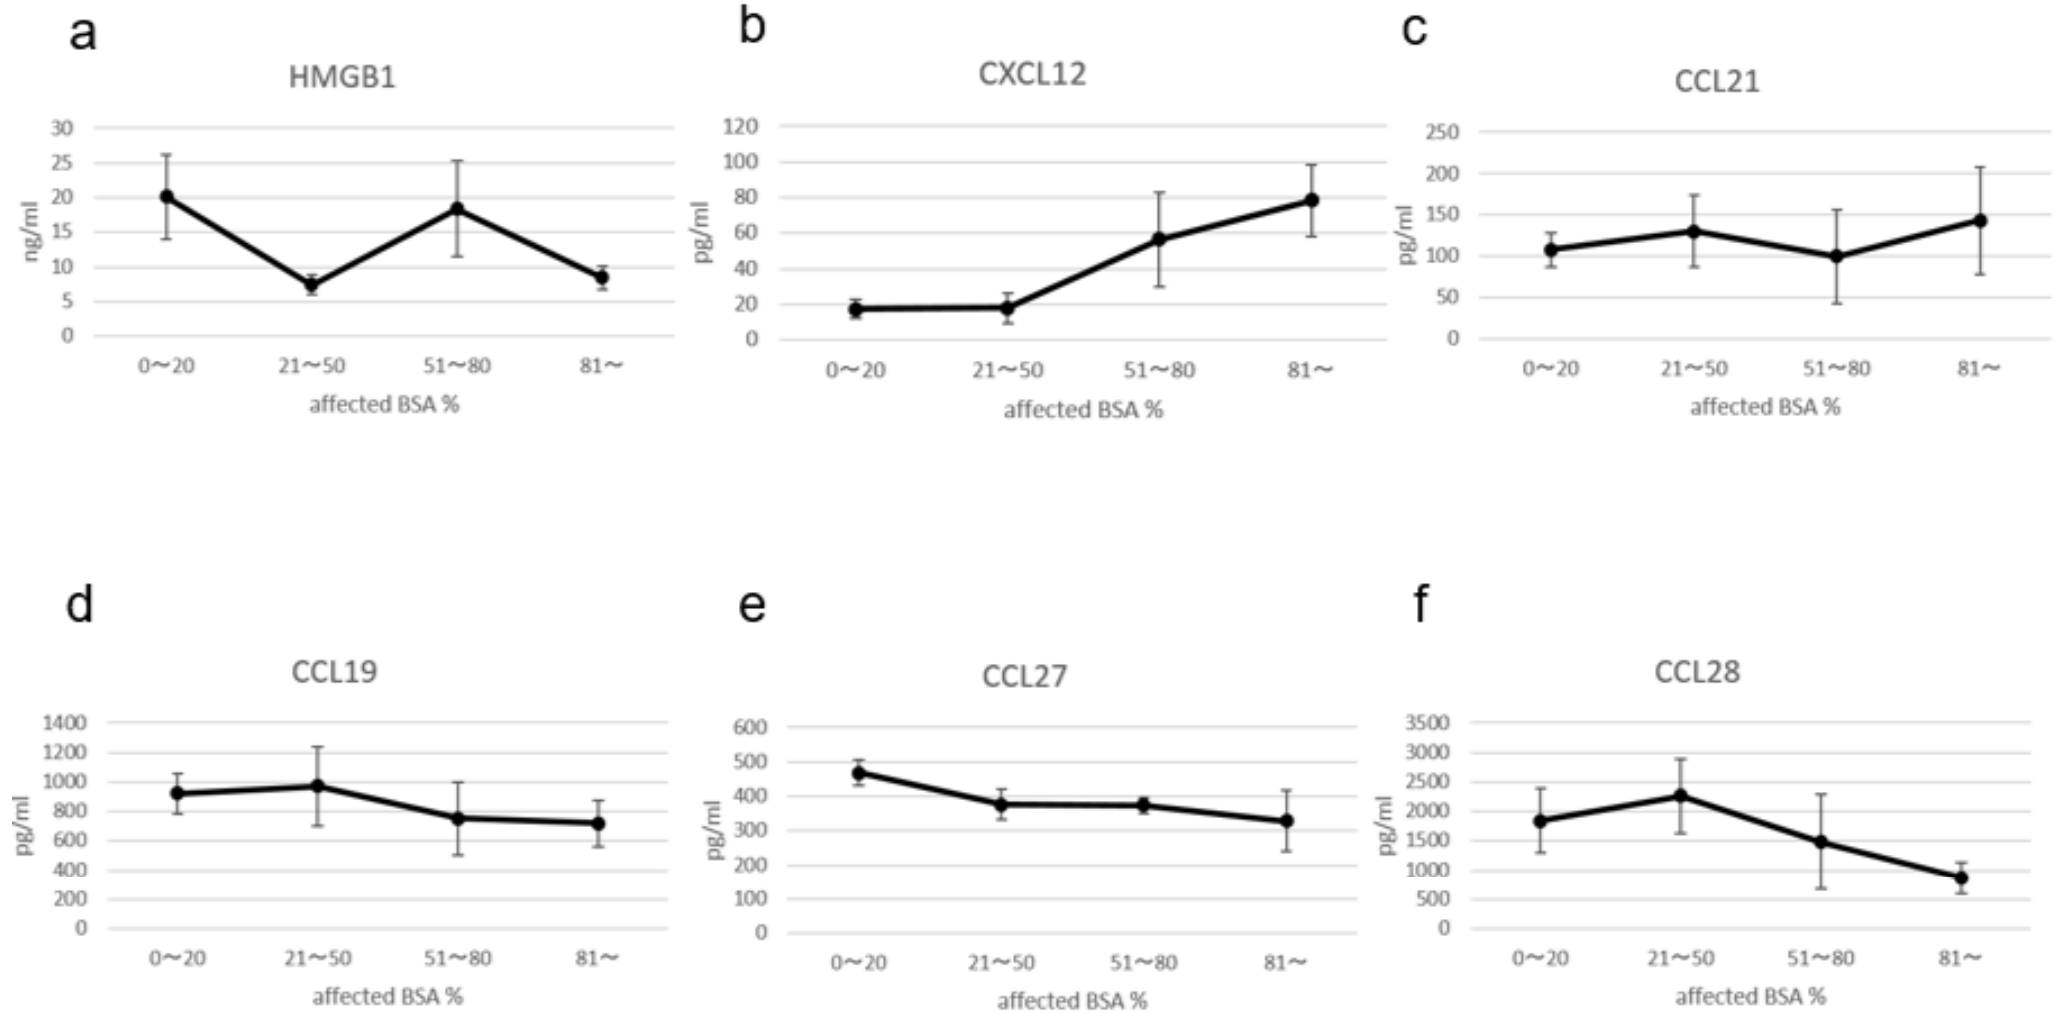 a
HMGB1
30
25
20
15
10
5
0
ng/ml
0～20 21～50 51～80 81～
affected BSA %
b
CXCL12
120
100
80
60
40
20
0
pg/ml
0～20 21～50 51～80 81～
affected BSA %
c
CCL21
250
200
150
100
50
0
pg/ml
0～20 21～50 51～80 81～
affected BSA %
d
CCL19
1400
1200
1000
800
600
400
200
0
pg/ml
0～20 21～50 51～80 81～
affected BSA %
e
CCL27
600
500
400
300
200
100
0
pg/ml
0～20 21～50 51～80 81～
affected BSA %
f
CCL28
3500
3000
2500
2000
1500
1000
500
0
pg/ml
0～20 21～50 51～80 81～
affected BSA %